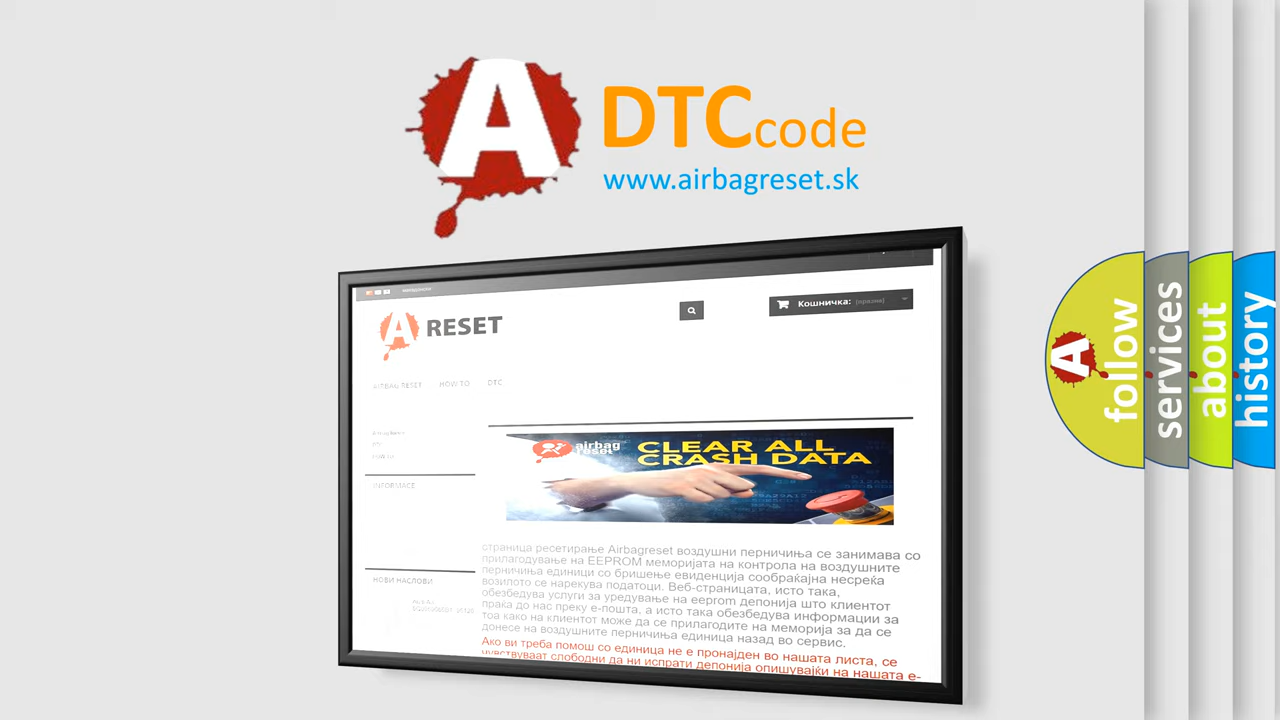 A
DTCcode
www.airbagreset.sk
A RESET
Кошничка: (празни)
AIRBAG RESET HOW TO DTC
INFORMACE
НОВИ НАСЛОВИ
airbag
reset
CLEAR ALL
CRASH DATA
страница ресетирање Airbagreset воздушни перничиња се занимава со
прилагодување на EEPROM меморијата на контрола на воздушните
перничиња единици со бришење евиденција сообраќајна несреќа
возилото се нарекува податоци. Веб-страницата, исто така,
обезбедува услуги за уредување на eeprom депонија што клиентот
праќа до нас преку е-пошта, а исто така обезбедува информации за
тоа како на клиентот може да се прилагодите на меморија за да се
донесе на воздушните перничиња единица назад во сервис.
Ако ви треба помош со единица не е пронајден во нашата листа, се
чувствуваат слободни да ни испрати депонија опишувајќи на нашата е-
A
follow
services
about
history